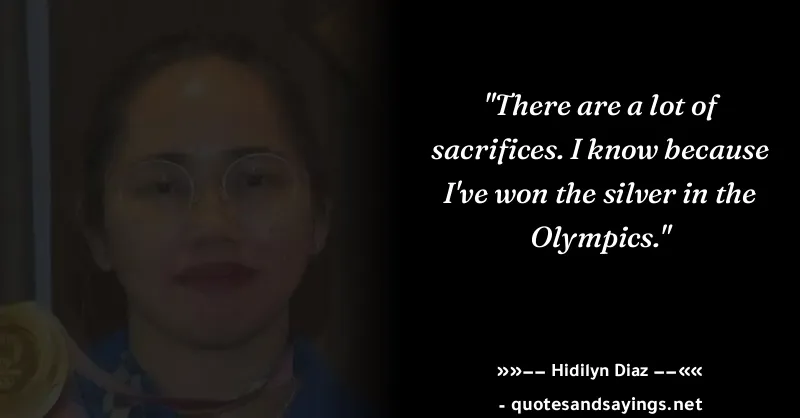 "There are a lot of
sacrifices. I know because
I've won the silver in the
Olympics."
»»–– Hidilyn Diaz ––««
- quotesandsayings.net